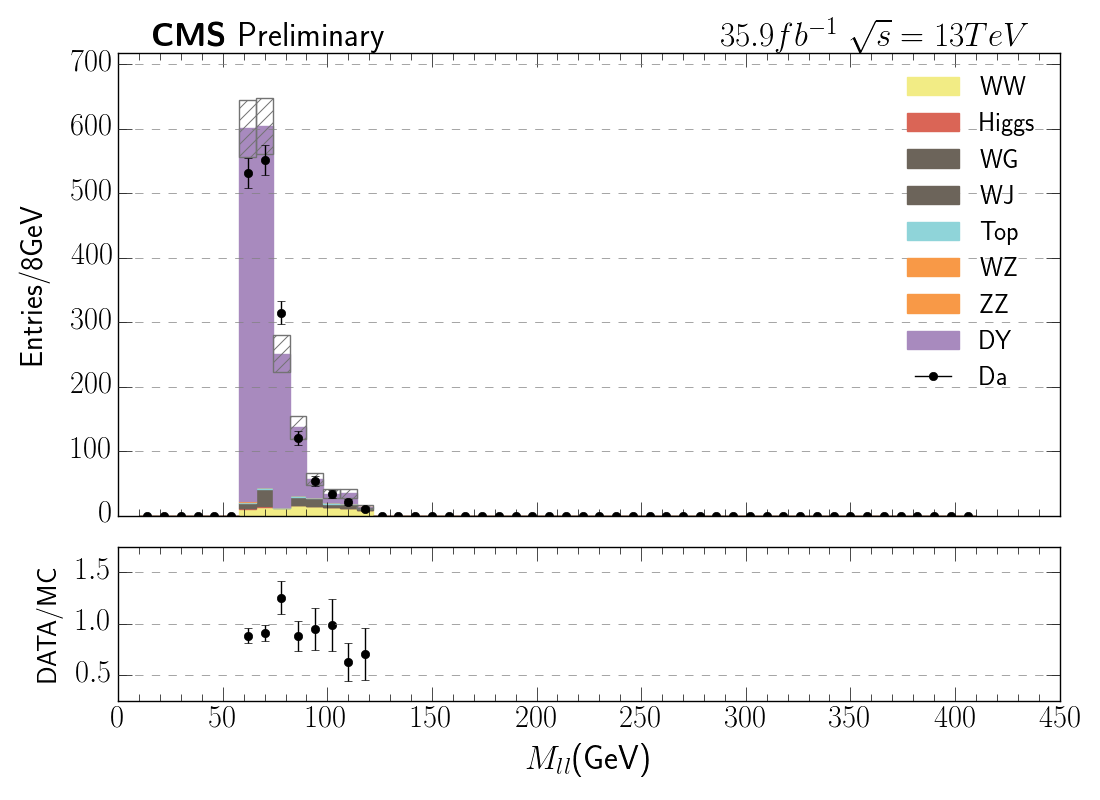 CMS Preliminary 35.9fb⁻¹ √s = 13TeV
700
600
500
400
300
200
100
0
Entries/8GeV
WW
Higgs
WG
WJ
Top
WZ
ZZ
DY
Da
1.5
1.0
0.5
DATA/MC
0 50 100 150 200 250 300 350 400 450
M_{ll}(GeV)